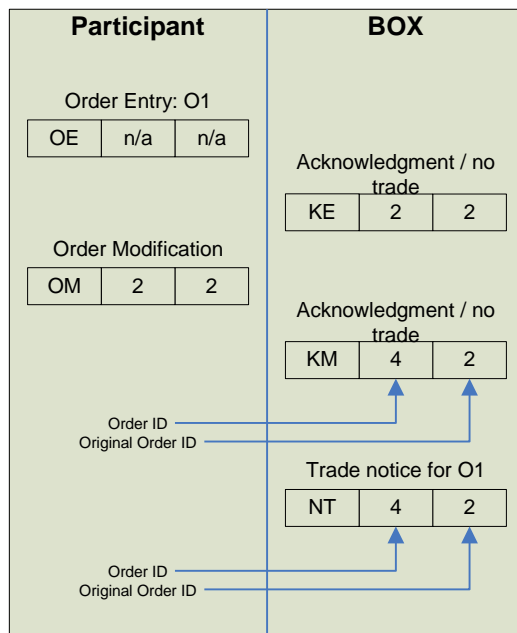 Participant
BOX
Order Entry: O1
OE n/a n/a
Acknowledgment / no
trade
KE 2 2
Order Modification
OM 2 2
Acknowledgment / no
trade
KM 4 2
Order ID
Original Order ID
Trade notice for O1
NT 4 2
Order ID
Original Order ID